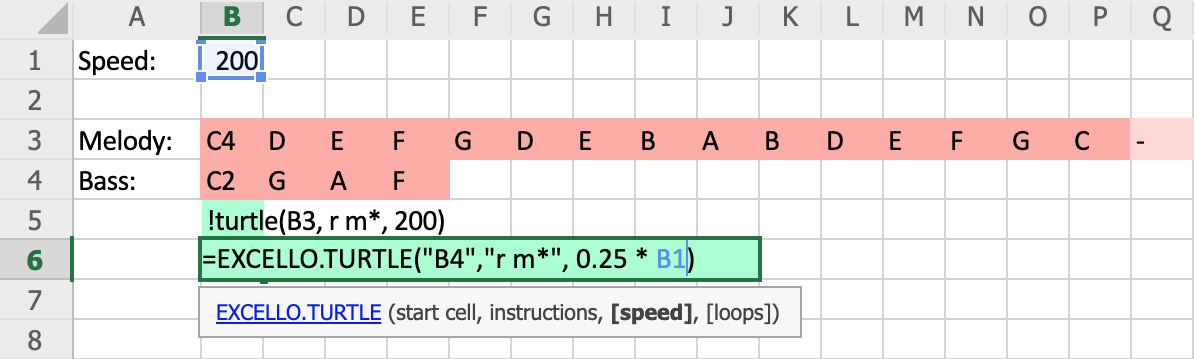 A B C D E F G H I J K L M N O P Q
1 Speed: 200
2
3 Melody: C4 D E F G D E B A B D E F G C -
4 Bass: C2 G A F
5 !turtle(B3, r m*, 200)
6 =EXCELLO.TURTLE("B4","r m*", 0.25 * B1)
7 EXCELLO.TURTLE (start cell, instructions, [speed], [loops])
8